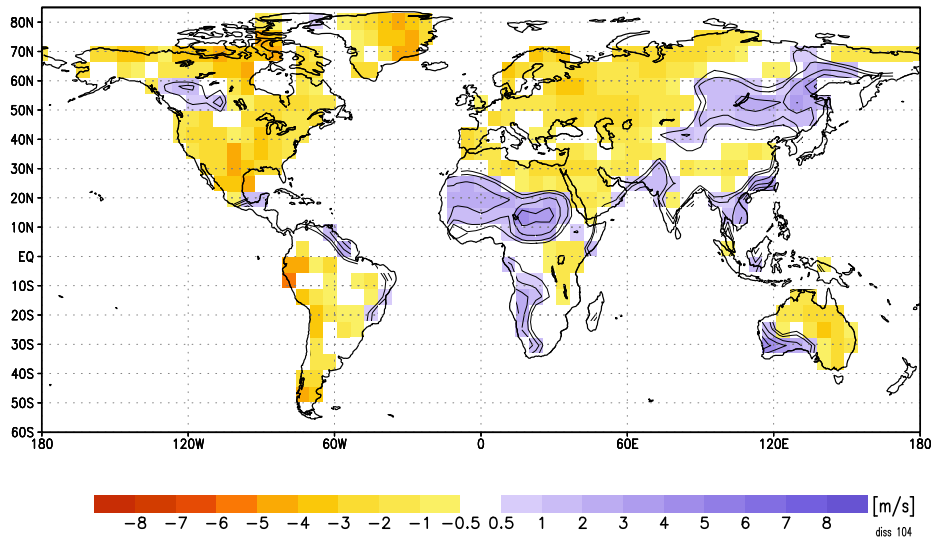 80N
70N
60N
50N
40N
30N
20N
10N
EQ
10S
20S
30S
40S
50S
60S
180 120W 60W 0 60E 120E 180
−8 −7 −6 −5 −4 −3 −2 −1 −0.5 0.5 1 2 3 4 5 6 7 8 [m/s]
diss 104